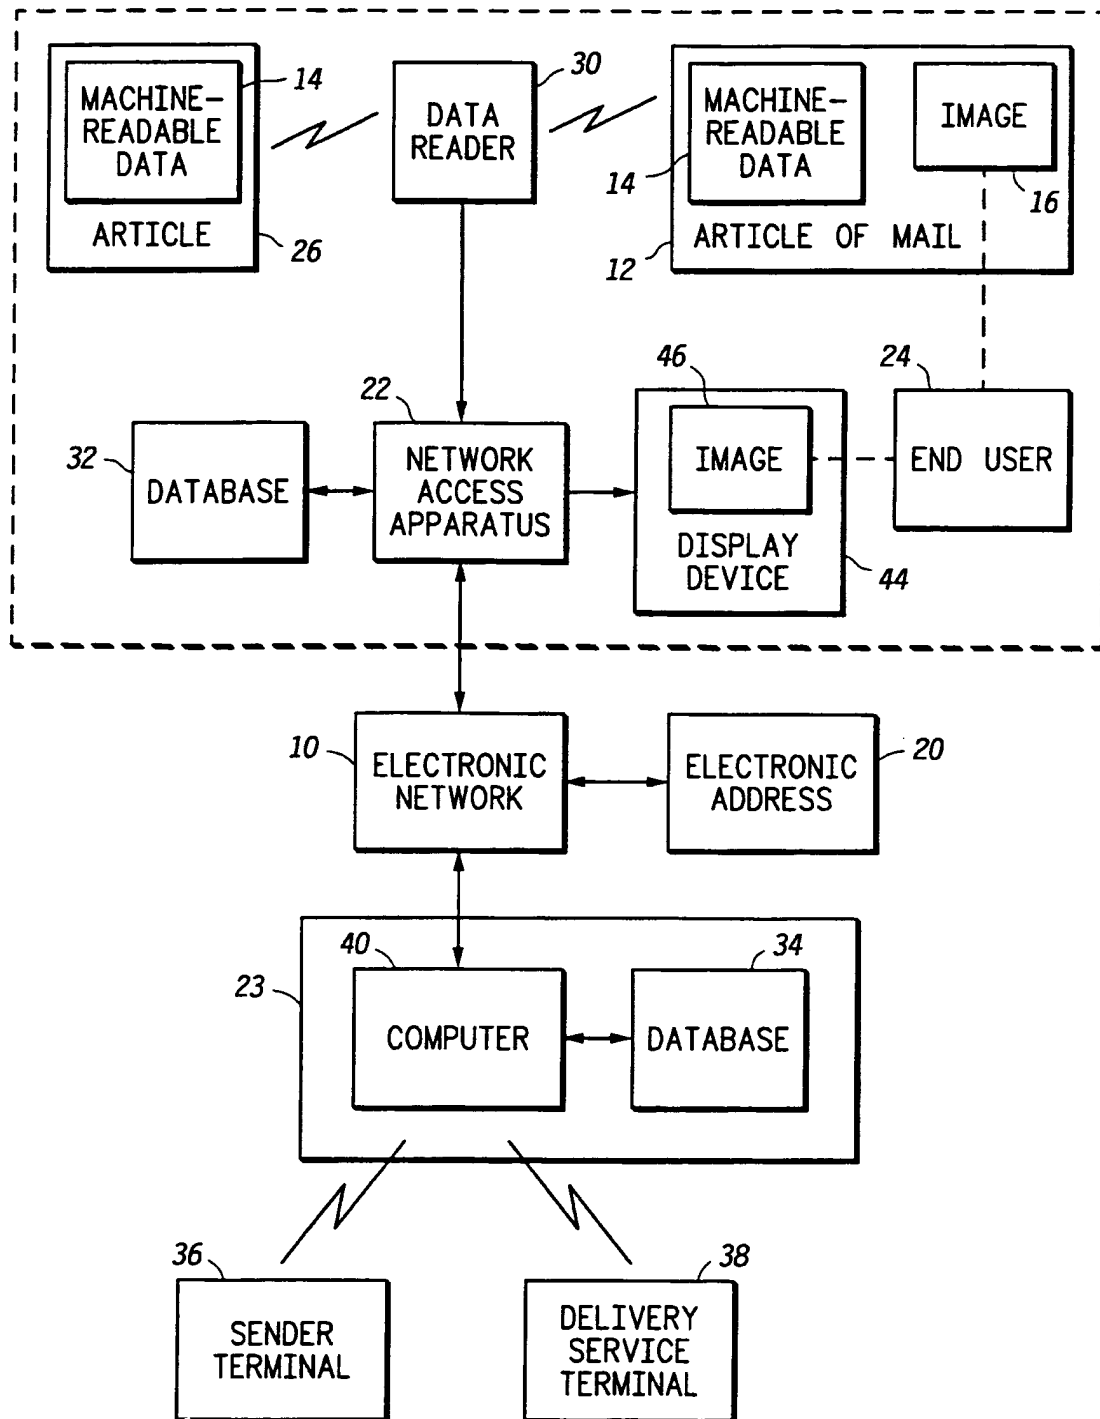 14
MACHINE-
READABLE
DATA
ARTICLE
26
30
DATA
READER
MACHINE-
READABLE
DATA
14
IMAGE
16
ARTICLE OF MAIL
12
32
DATABASE
22
NETWORK
ACCESS
APPARATUS
46
IMAGE
DISPLAY
DEVICE
44
24
END USER
10
ELECTRONIC
NETWORK
20
ELECTRONIC
ADDRESS
23
40
COMPUTER
34
DATABASE
36
SENDER
TERMINAL
38
DELIVERY
SERVICE
TERMINAL